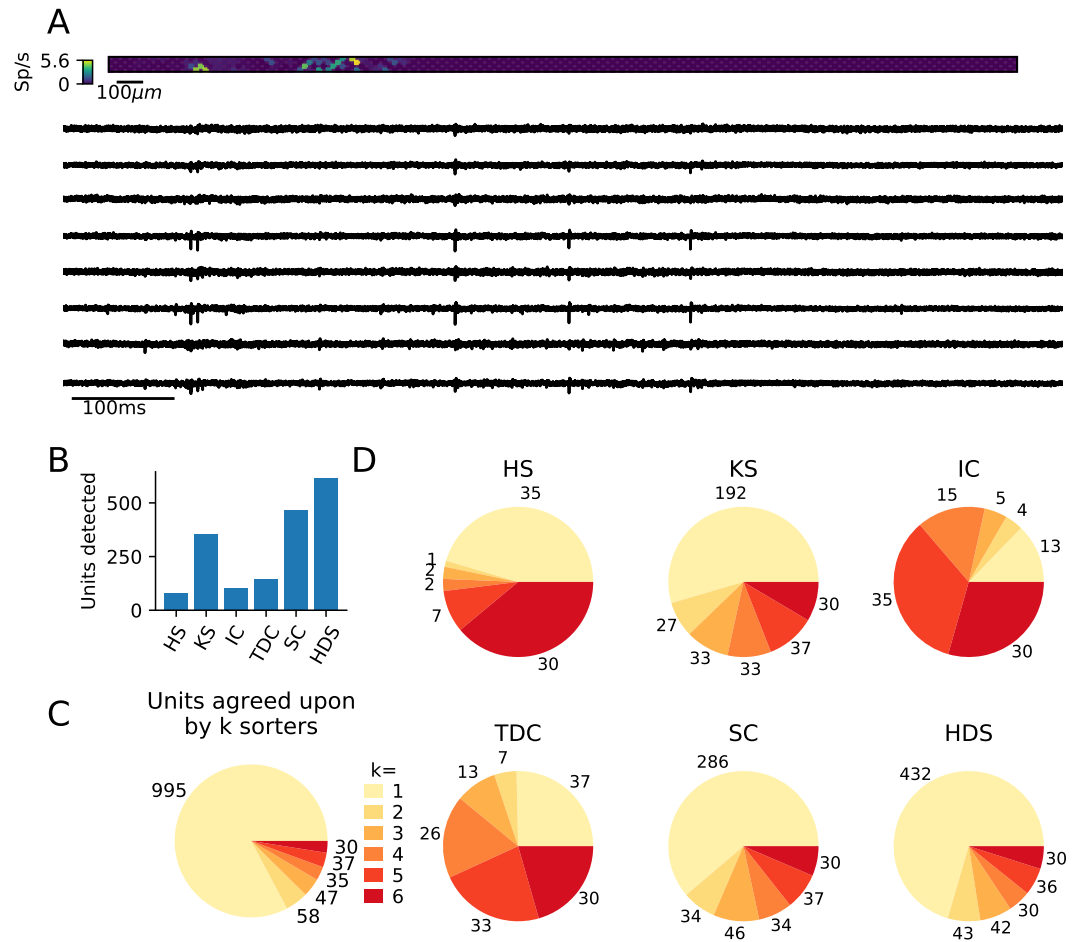 A
Sp/s
5.6
0
100μm
100ms
B
Units detected
500
250
0
HS
KS
IC
TDC
SC
HDS
C
Units agreed upon
by k sorters
995
30
37
35
47
58
k=
1
2
3
4
5
6
D
HS
35
1
2
2
7
30
KS
192
27
33
33
37
30
IC
13
4
5
15
35
30
TDC
37
7
13
26
33
30
SC
286
34
46
34
37
30
HDS
432
43
42
30
36
30